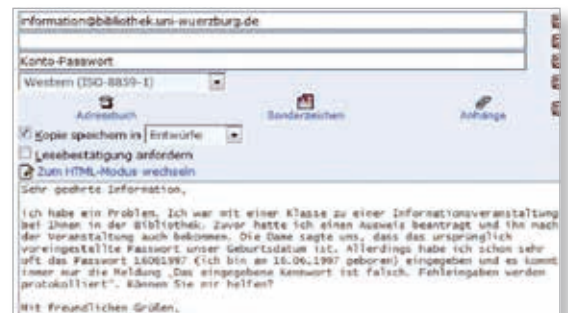 information@bibliothek.uni-wuerzburg.de
Konto-Passwort
Western (ISO-8859-1)
Adressbuch Sonderzeichen Anhänge
Kopie speichern in Entwürfe
Lesebestätigung anfordern
Zum HTML-Modus wechseln
Sehr geehrte Information,
ich habe ein Problem. Ich war mit einer Klasse zu einer Informationsveranstaltung
bei Ihnen in der Bibliothek. Zuvor hatte ich einen Ausweis beantragt und ihn nach
der Veranstaltung auch bekommen. Die Dame sagte uns, dass das ursprünglich
voreingestellte Passwort unser Geburtsdatum ist. Allerdings habe ich schon sehr
oft das Passwort 16061997 (ich bin am 16.06.1997 geboren) eingegeben und es kommt
immer nur die Meldung „Das eingegebene Kennwort ist falsch. Fehleingaben werden
protokolliert". Können Sie mir helfen?
Mit freundlichen Grüßen,